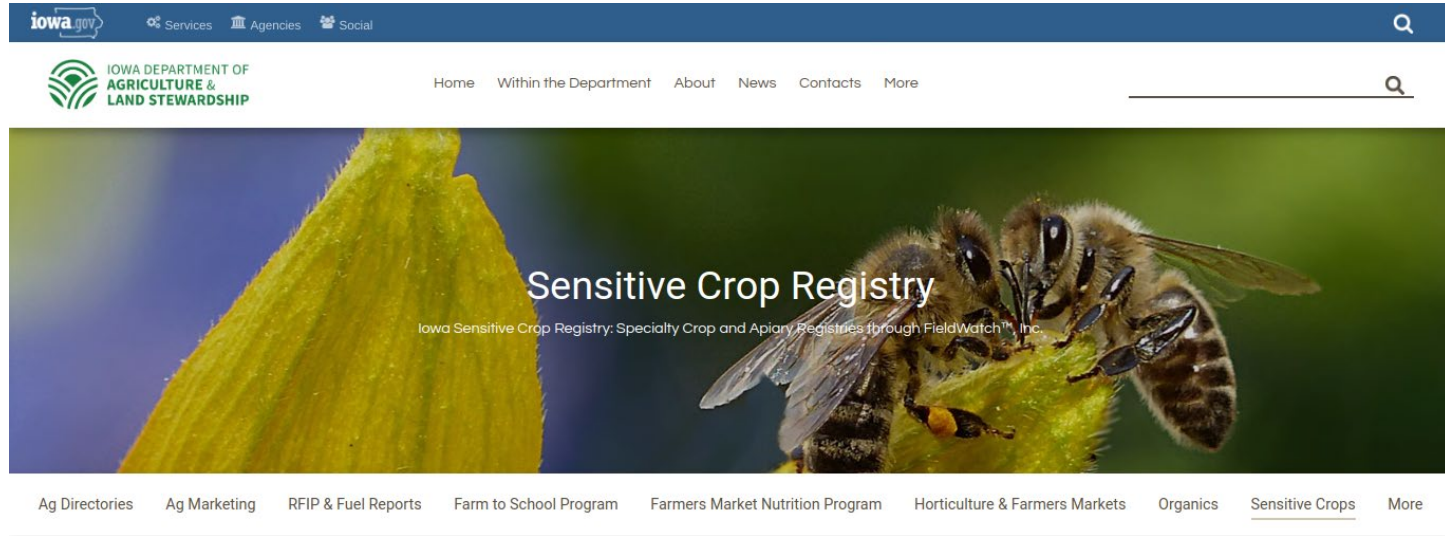 iowa.gov
Services Agencies Social
IOWA DEPARTMENT OF
AGRICULTURE &
LAND STEWARDSHIP
Home Within the Department About News Contacts More
Sensitive Crop Registry
Iowa Sensitive Crop Registry: Specialty Crop and Apiary Registries through FieldWatch™, Inc.
Ag Directories Ag Marketing RFIP & Fuel Reports Farm to School Program Farmers Market Nutrition Program Horticulture & Farmers Markets Organics Sensitive Crops More